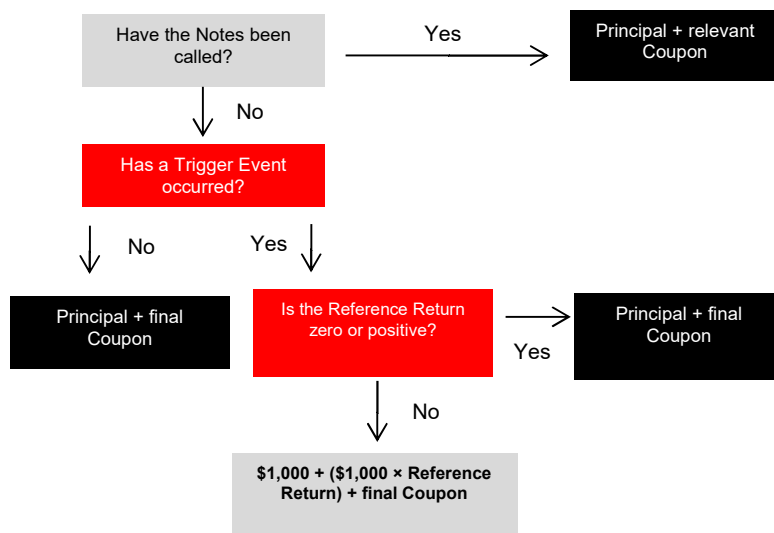 Have the Notes been
called?
Yes
Principal + relevant
Coupon
No
Has a Trigger Event
occurred?
No
Yes
Principal + final
Coupon
Is the Reference Return
zero or positive?
Yes
Principal + final
Coupon
No
$1,000 + ($1,000 × Reference
Return) + final Coupon